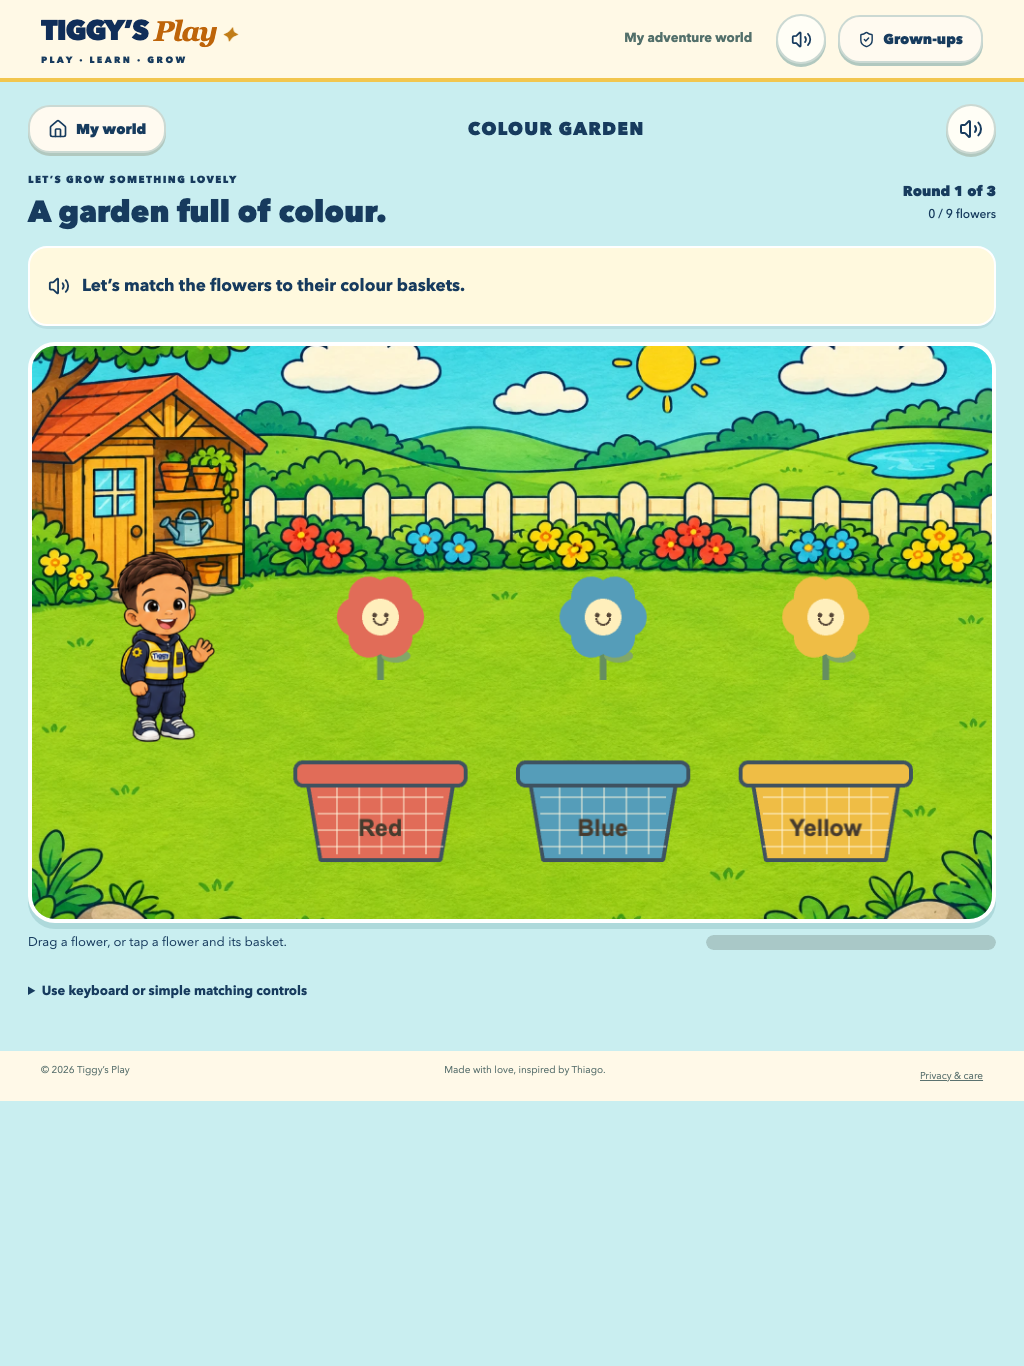 TIGGY'S Play
PLAY • LEARN • GROW
My adventure world
Grown-ups
My world
COLOUR GARDEN
LET'S GROW SOMETHING LOVELY
A garden full of colour.
Round 1 of 3
0 / 9 flowers
Let's match the flowers to their colour baskets.
Tiggy's
Red
Blue
Yellow
Drag a flower, or tap a flower and its basket.
Use keyboard or simple matching controls
© 2026 Tiggy's Play
Made with love, inspired by Thiago.
Privacy & care